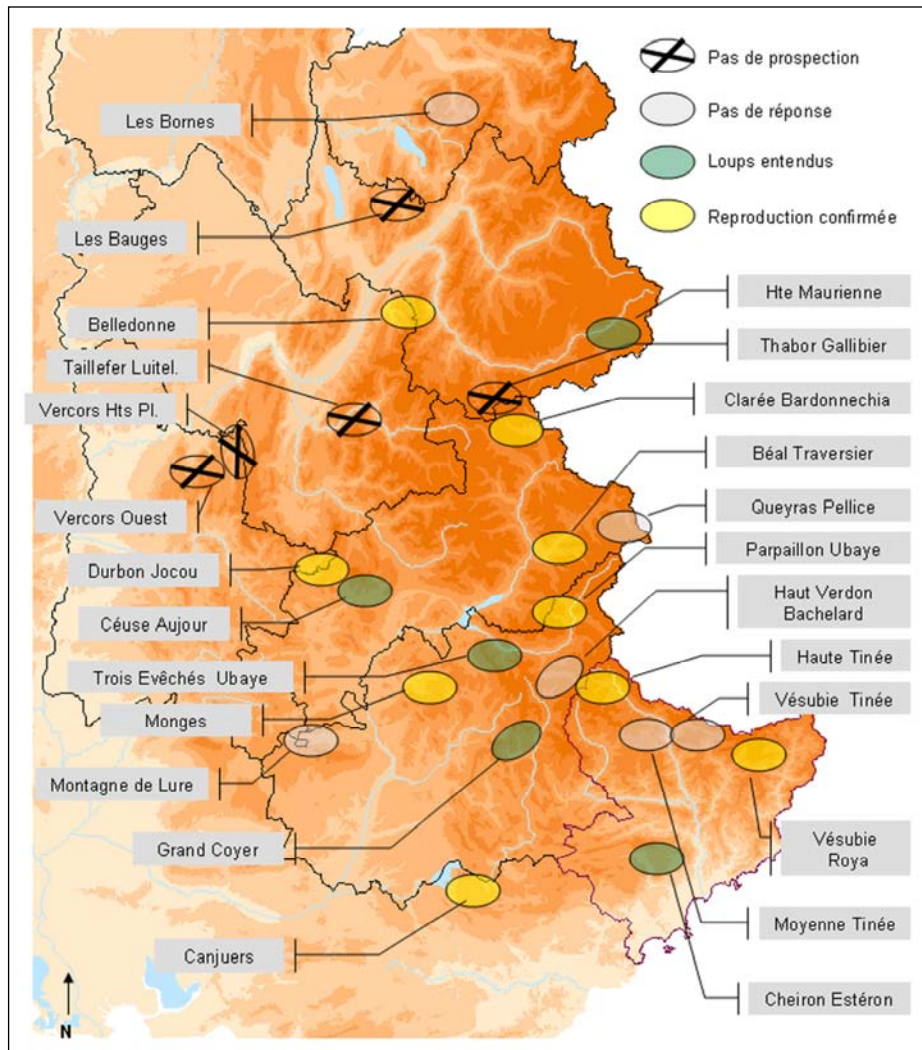 Pas de prospection
Pas de réponse
Loups entendus
Reproduction confirmée
Les Bornes
Les Bauges
Belledonne
Taillefer Luitel.
Vercors Hts Pl.
Vercors Ouest
Durbon Jocou
Céuse Aujour
Trois Evêchés Ubaye
Monges
Montagne de Lure
Grand Coyer
Canjuers
Hte Maurienne
Thabor Gallibier
Clarée Bardonnechia
Béal Traversier
Queyras Pellice
Parpaillon Ubaye
Haut Verdon
Bachelard
Haute Tinée
Vésubie Tinée
Vésubie
Roya
Moyenne Tinée
Cheiron Estéron
N